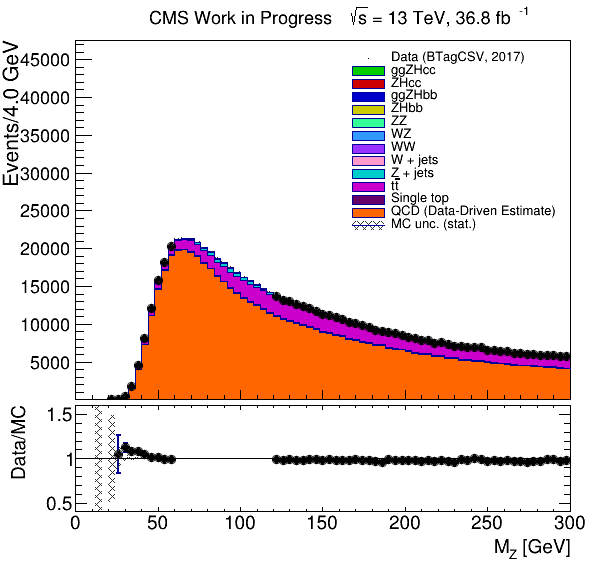 CMS Work in Progress √s = 13 TeV, 36.8 fb -1
Events/4.0 GeV
45000
40000
35000
30000
25000
20000
15000
10000
5000
Data (BTagCSV, 2017)
ggZHcc
ZHcc
ggZHbb
ZHbb
ZZ
WZ
WW
W + jets
Z + jets
tt̅
Single top
QCD (Data-Driven Estimate)
MC unc. (stat.)
Data/MC
1.5
1
0.5
0 50 100 150 200 250 300
M_Z [GeV]